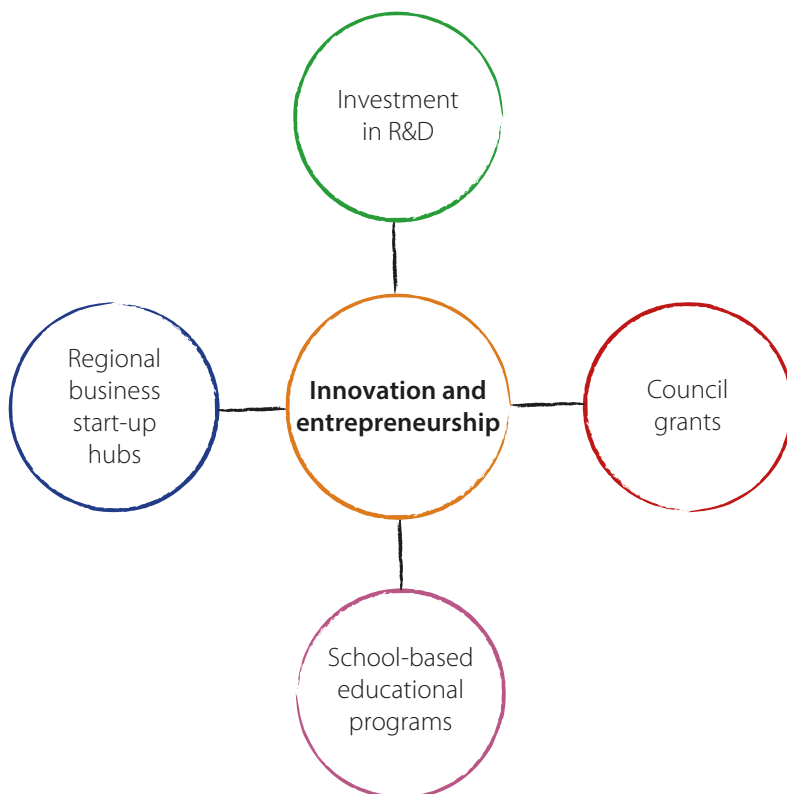 Investment
in R&D
Regional
business
start-up
hubs
Innovation and
entrepreneurship
Council
grants
School-based
educational
programs